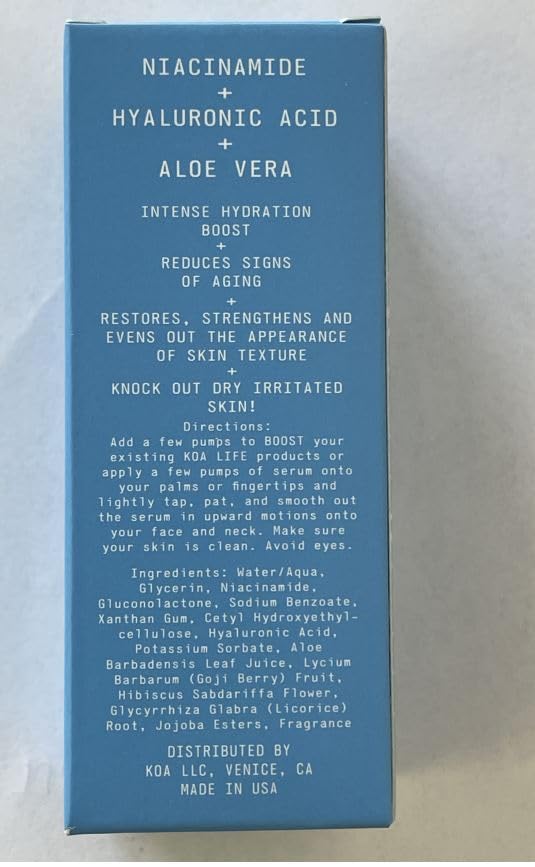 NIACINAMIDE
+
HYALURONIC ACID
+
ALOE VERA
INTENSE HYDRATION
BOOST
+
REDUCES SIGNS
OF AGING
+
RESTORES, STRENGTHENS AND
EVENS OUT THE APPEARANCE
OF SKIN TEXTURE
+
KNOCK OUT DRY IRRITATED
SKIN!
Directions:
Add a few pumps to BOOST your
existing KOA LIFE products or
apply a few pumps of serum onto
your palms or fingertips and
lightly tap, pat, and smooth out
the serum in upward motions onto
your face and neck. Make sure
your skin is clean. Avoid eyes.
Ingredients: Water/Aqua,
Glycerin, Niacinamide,
Gluconolactone, Sodium Benzoate,
Xanthan Gum, Cetyl Hydroxyethyl-
cellulose, Hyaluronic Acid,
Potassium Sorbate, Aloe
Barbadensis Leaf Juice, Lycium
Barbarum (Goji Berry) Fruit,
Hibiscus Sabdariffa Flower,
Glycyrrhiza Glabra (Licorice)
Root, Jojoba Esters, Fragrance
DISTRIBUTED BY
KOA LLC, VENICE, CA
MADE IN USA